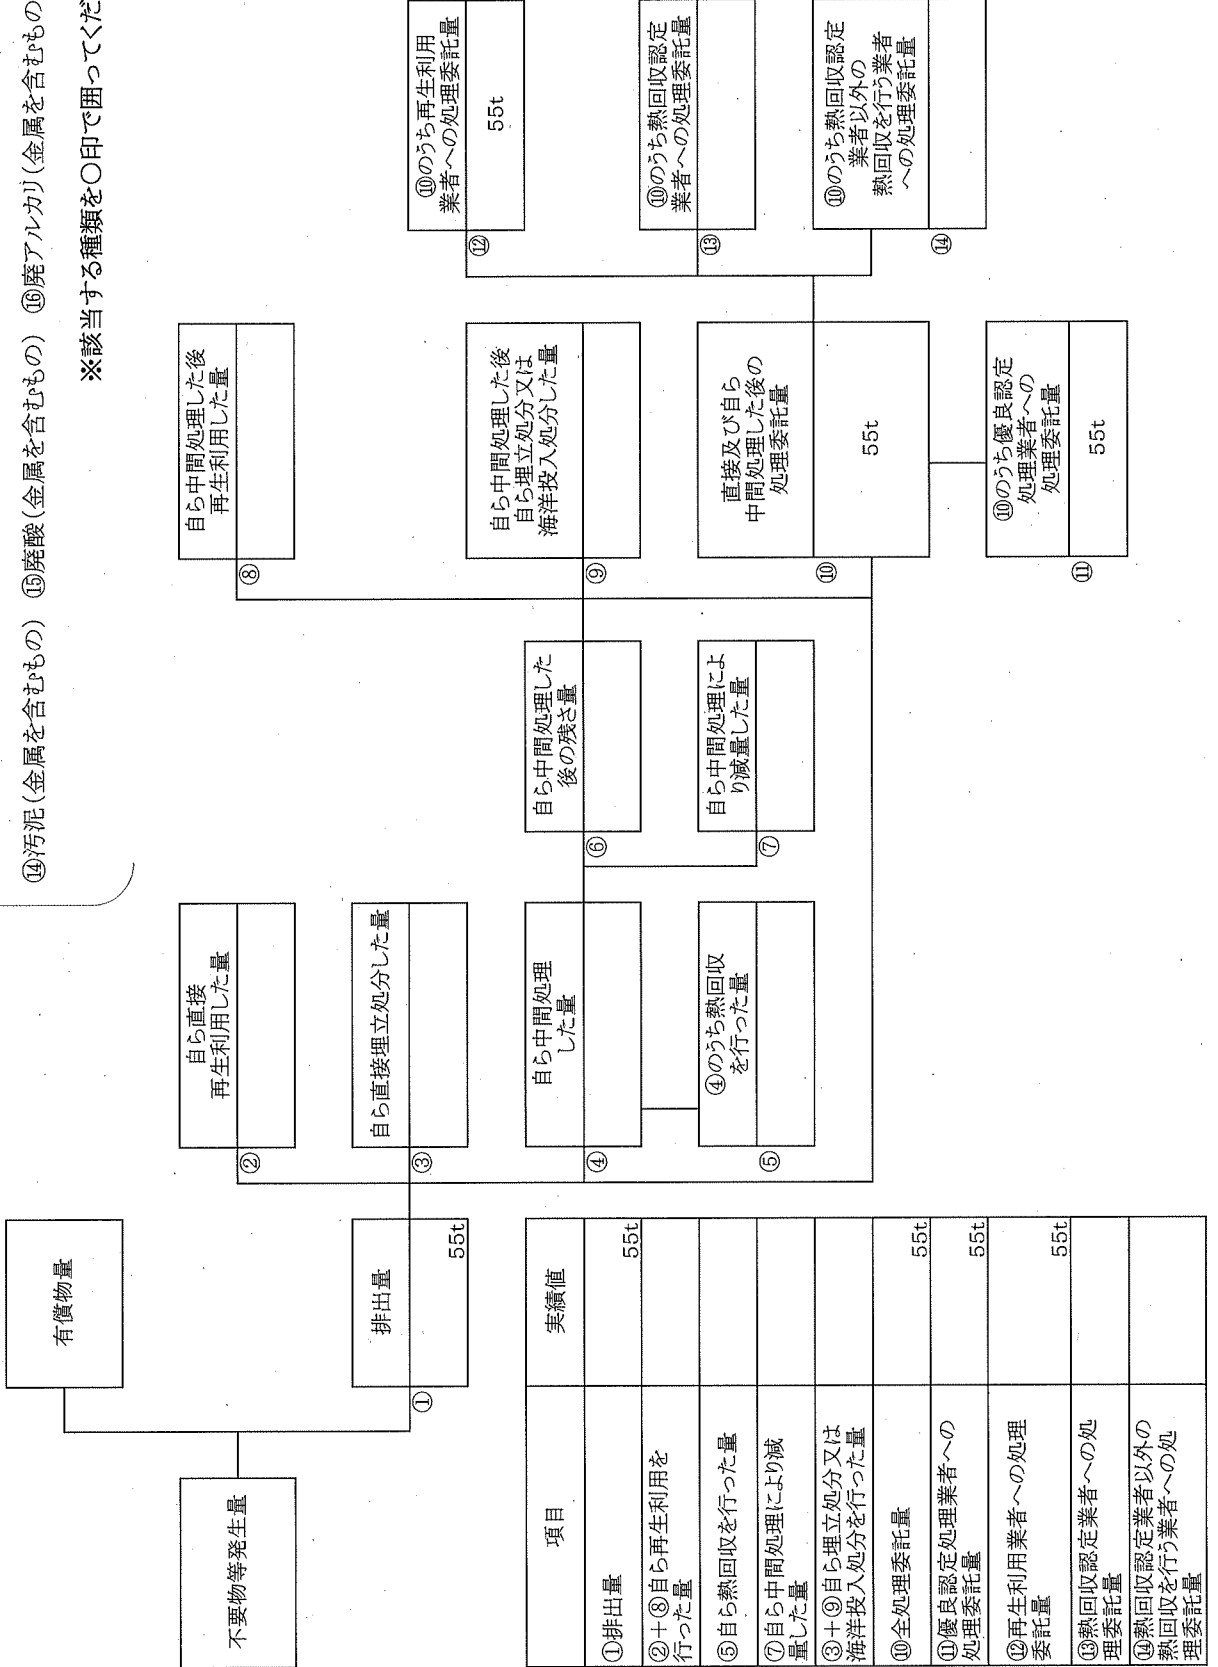 ⑭汚泥(金属を含むもの) ⑮廃酸(金属を含むもの) ⑯廃アルカリ(金属を含むもの
※該当する種類を○印で囲ってくだ
不要物等発生量
有償物量
排出量
①
55t
自ら直接
再生利用した量
②
自ら直接埋立処分した量
③
自ら中間処理
した量
④
④のうち熱回収
を行った量
⑤
自ら中間処理した
後の残さ量
⑥
自ら中間処理によ
り減量した量
⑦
自ら中間処理した後
再生利用した量
⑧
自ら中間処理した後
自ら埋立処分又は
海洋投入処分した量
⑨
直接及び自ら
中間処理した後の
処理委託量
⑩
55t
⑩のうち優良認定
処理業者への
処理委託量
⑪
55t
⑩のうち再生利用
業者への処理委託量
⑫
55t
⑩のうち熱回収認定
業者への処理委託量
⑬
⑩のうち熱回収認定
業者以外の
熱回収を行う業者
への処理委託量
⑭
項目 実績値
①排出量 55t
②+⑧自ら再生利用を
行った量
⑤自ら熱回収を行った量
⑦自ら中間処理により減
量した量
③+⑨自ら埋立処分又は
海洋投入処分を行った量
⑩全処理委託量 55t
⑪優良認定処理業者への
処理委託量 55t
⑫再生利用業者への処理
委託量 55t
⑬熱回収認定業者への処
理委託量
⑭熱回収認定業者以外の
熱回収を行う業者への処
理委託量